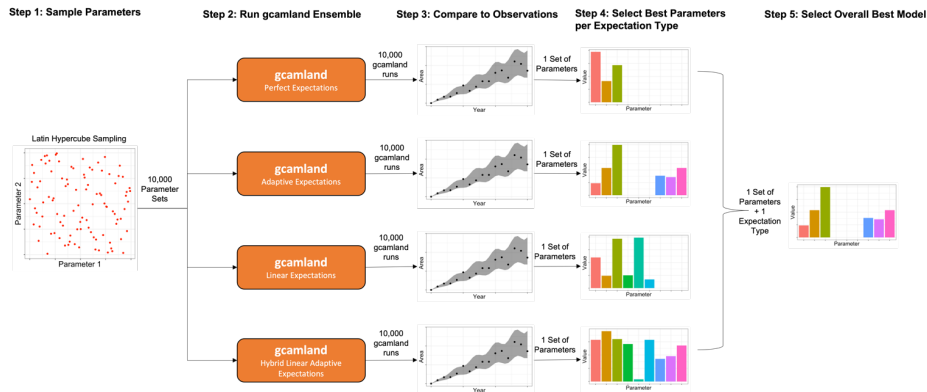 Step 1: Sample Parameters
Step 2: Run gcamland Ensemble
Step 3: Compare to Observations
Step 4: Select Best Parameters
per Expectation Type
Step 5: Select Overall Best Model
gcamland
Perfect Expectations
10,000
gcamland
runs
Area
Year
1 Set of
Parameters
Value
Parameter
Latin Hypercube Sampling
Parameter 2
Parameter 1
10,000
Parameter
Sets
gcamland
Adaptive Expectations
10,000
gcamland
runs
Area
Year
1 Set of
Parameters
Value
Parameter
gcamland
Linear Expectations
10,000
gcamland
runs
Area
Year
1 Set of
Parameters
Value
Parameter
gcamland
Hybrid Linear Adaptive
Expectations
10,000
gcamland
runs
Area
Year
1 Set of
Parameters
Value
Parameter
1 Set of
Parameters
+ 1
Expectation
Type
Value
Parameter